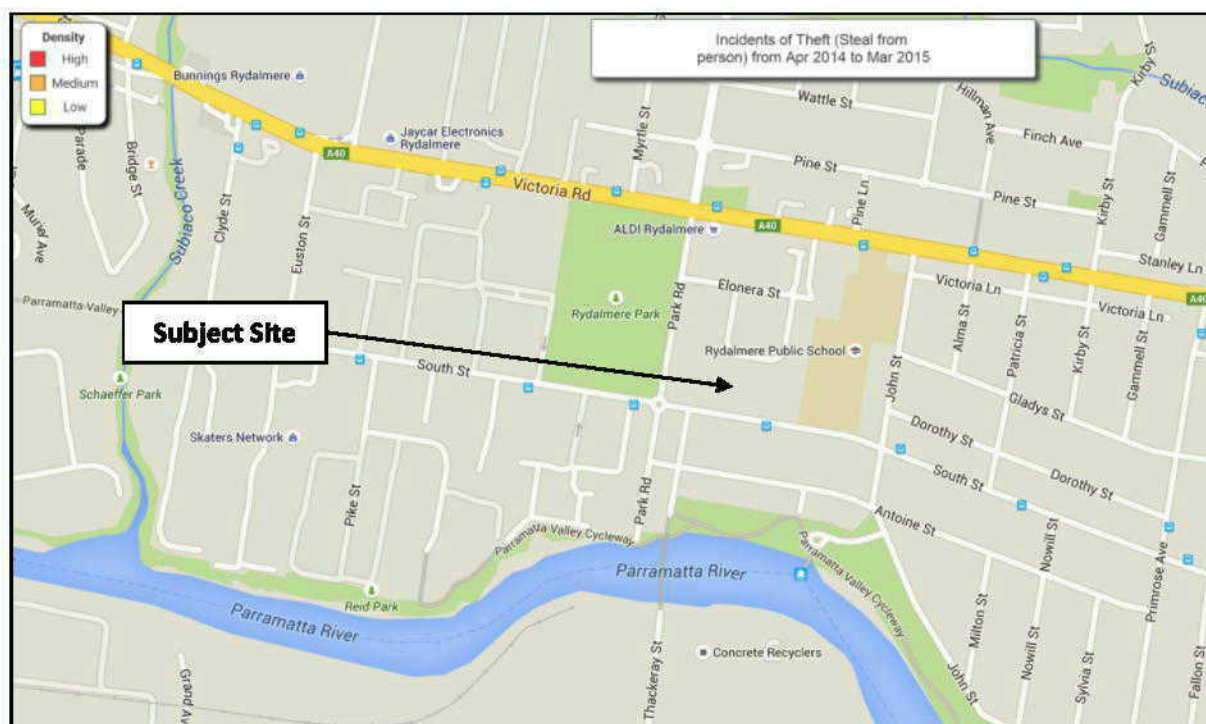 Density
High
Medium
Low
Incidents of Theft (Steal from
person) from Apr 2014 to Mar 2015
Kirby St
Subiaco
Bunnings Rydalmere
Wattle St
Hillman Ave
Finch Ave
Jaycar Electronics
Rydalmere
Myrtle St
A40
Parade
Bridge St
Pine St
Pine St
Pine Ln
Kirby St
Gammell St
Victoria Rd
Subiaco Creek
Clyde St
Euston St
Muriel Ave
ALDI Rydalmere
A40
Stanley Ln
Victoria Ln
Victoria Ln
A40
Parramatta Valley
Subject Site
Rydalmere Park
Park Rd
Elonera St
Rydalmere Public School
John St
Alma St
Patricia St
Kirby St
Gammell St
South St
Schaeffer Park
Gladys St
Skaters Network
Dorothy St
Dorothy St
South St
Pike St
Park Rd
Antoine St
Parramatta Valley Cycleway
Parramatta Valley Cycleway
Parramatta River
Parramatta River
Reid Park
Nowill St
Primrose Ave
Milton St
Nowill St
Sylvia St
Fallon St
Concrete Recyclers
Thackeray St
John St
Grand Av